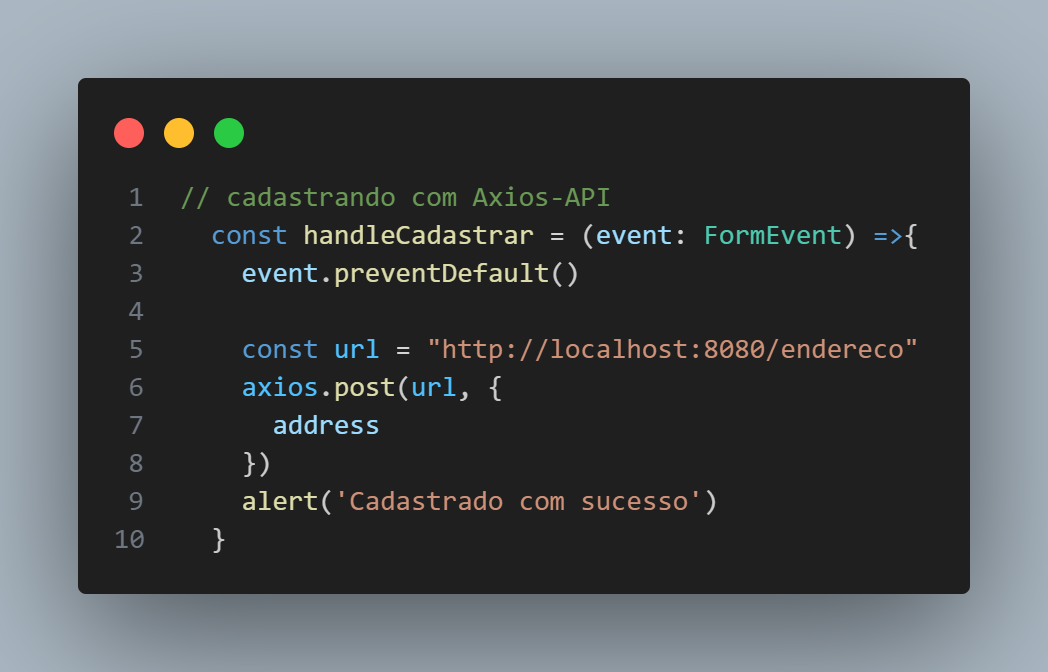 1 // cadastrando com Axios-API
2 const handleCadastrar = (event: FormEvent) =>{
3 event.preventDefault()
4
5 const url = "http://localhost:8080/endereco"
6 axios.post(url, {
7 address
8 })
9 alert('Cadastrado com sucesso')
10 }